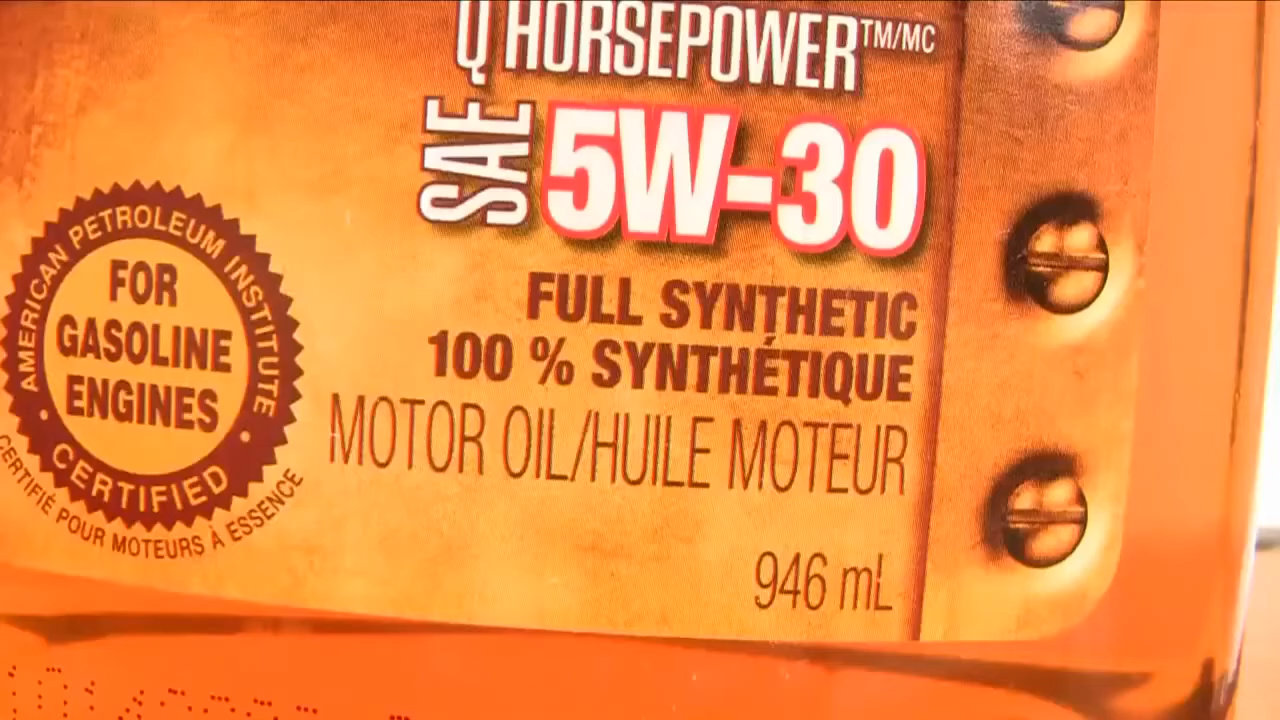 Q HORSEPOWER™/MC
SAE 5W-30
FULL SYNTHETIC
100 % SYNTHÉTIQUE
MOTOR OIL/HUILE MOTEUR
946 mL
AMERICAN PETROLEUM INSTITUTE
FOR
GASOLINE
ENGINES
CERTIFIED
CERTIFIÉ POUR MOTEURS À ESSENCE